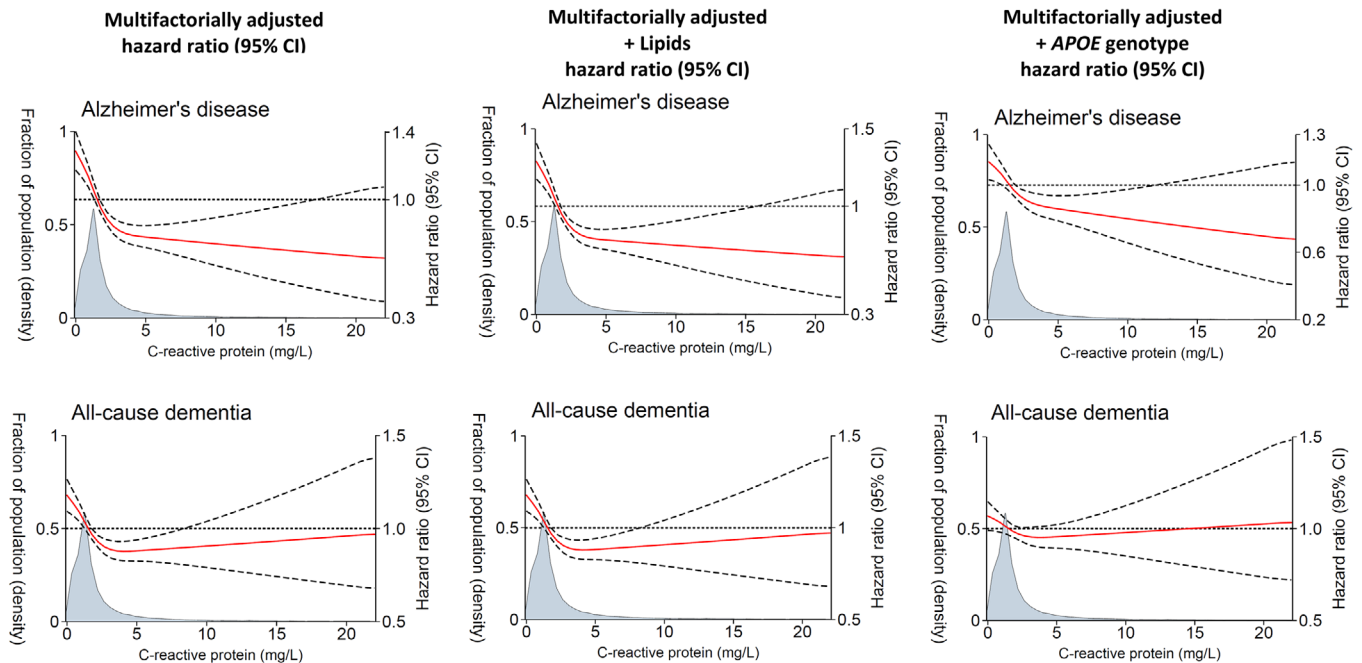 Multifactorially adjusted
hazard ratio (95% CI)
Multifactorially adjusted
+ Lipids
hazard ratio (95% CI)
Multifactorially adjusted
+ APOE genotype
hazard ratio (95% CI)
Alzheimer's disease
Fraction of population (density)
1
0.5
0
1.4
1.0
0.3
Hazard ratio (95% CI)
0 5 10 15 20
C-reactive protein (mg/L)
Alzheimer's disease
Fraction of population (density)
1
0.5
0
1.5
1
0.3
Hazard ratio (95% CI)
0 5 10 15 20
C-reactive protein (mg/L)
Alzheimer's disease
Fraction of population (density)
1
0.5
0
1.3
1.0
0.6
0.2
Hazard ratio (95% CI)
0 5 10 15 20
C-reactive protein (mg/L)
All-cause dementia
Fraction of population (density)
1
0.5
0
1.5
1.0
0.5
Hazard ratio (95% CI)
0 5 10 15 20
C-reactive protein (mg/L)
All-cause dementia
Fraction of population (density)
1
0.5
0
1.5
1
0.5
Hazard ratio (95% CI)
0 5 10 15 20
C-reactive protein (mg/L)
All-cause dementia
Fraction of population (density)
1
0.5
0
1.5
1.0
0.5
Hazard ratio (95% CI)
0 5 10 15 20
C-reactive protein (mg/L)